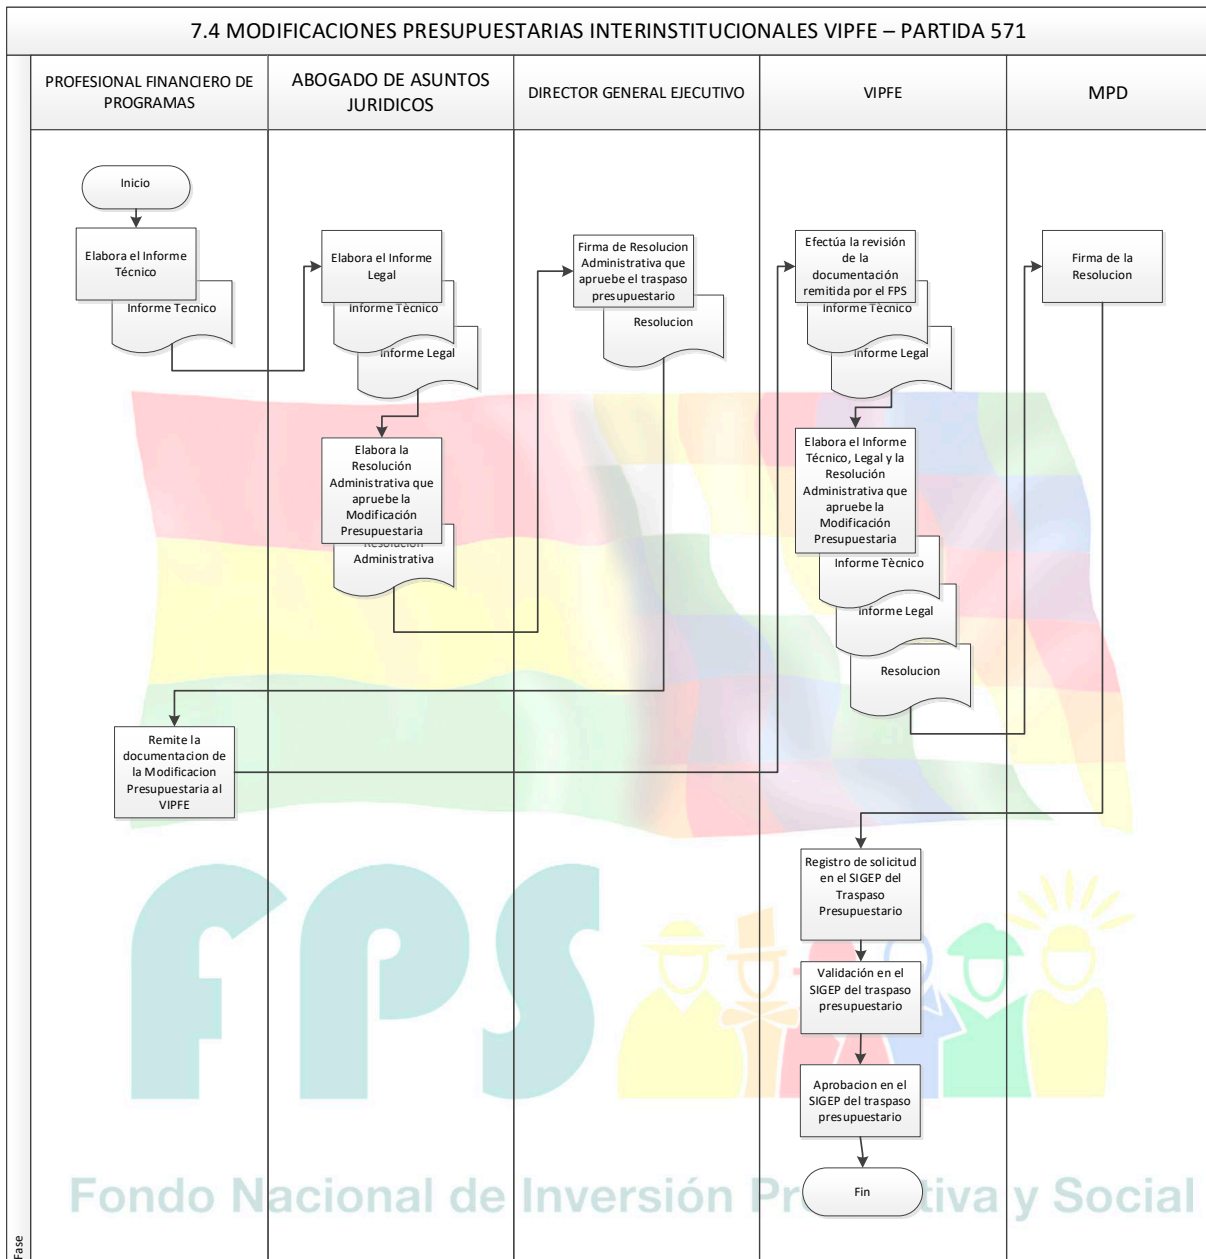 7.4 MODIFICACIONES PRESUPUESTARIAS INTERINSTITUCIONALES VIPFE – PARTIDA 571
PROFESIONAL FINANCIERO DE
PROGRAMAS
ABOGADO DE ASUNTOS
JURIDICOS
DIRECTOR GENERAL EJECUTIVO
VIPFE
MPD
Inicio
Elabora el Informe
Técnico
Informe Tecnico
Elabora el Informe
Legal
Informe Tècnico
Informe Legal
Elabora la
Resolución
Administrativa que
apruebe la
Modificación
Presupuestaria
Resolucion
Administrativa
Firma de Resolucion
Administrativa que
apruebe el traspaso
presupuestario
Resolucion
Remite la
documentacion de
la Modificacion
Presupuestaria al
VIPFE
Efectúa la revisión
de la
documentación
remitida por el FPS
Informe Tècnico
Informe Legal
Elabora el Informe
Técnico, Legal y la
Resolución
Administrativa que
apruebe la
Modificación
Presupuestaria
Informe Tècnico
Informe Legal
Resolucion
Firma de la
Resolucion
Registro de solicitud
en el SIGEP del
Traspaso
Presupuestario
Validación en el
SIGEP del traspaso
presupuestario
Aprobacion en el
SIGEP del traspaso
presupuestario
Fin
FPS
Fondo Nacional de Inversión Pr tiva y Social
Fase